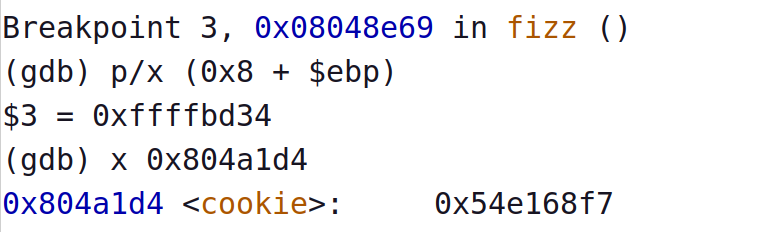 Breakpoint 3, 0x08048e69 in fizz ()
(gdb) p/x (0x8 + $ebp)
$3 = 0xffffbd34
(gdb) x 0x804a1d4
0x804a1d4 <cookie>:     0x54e168f7